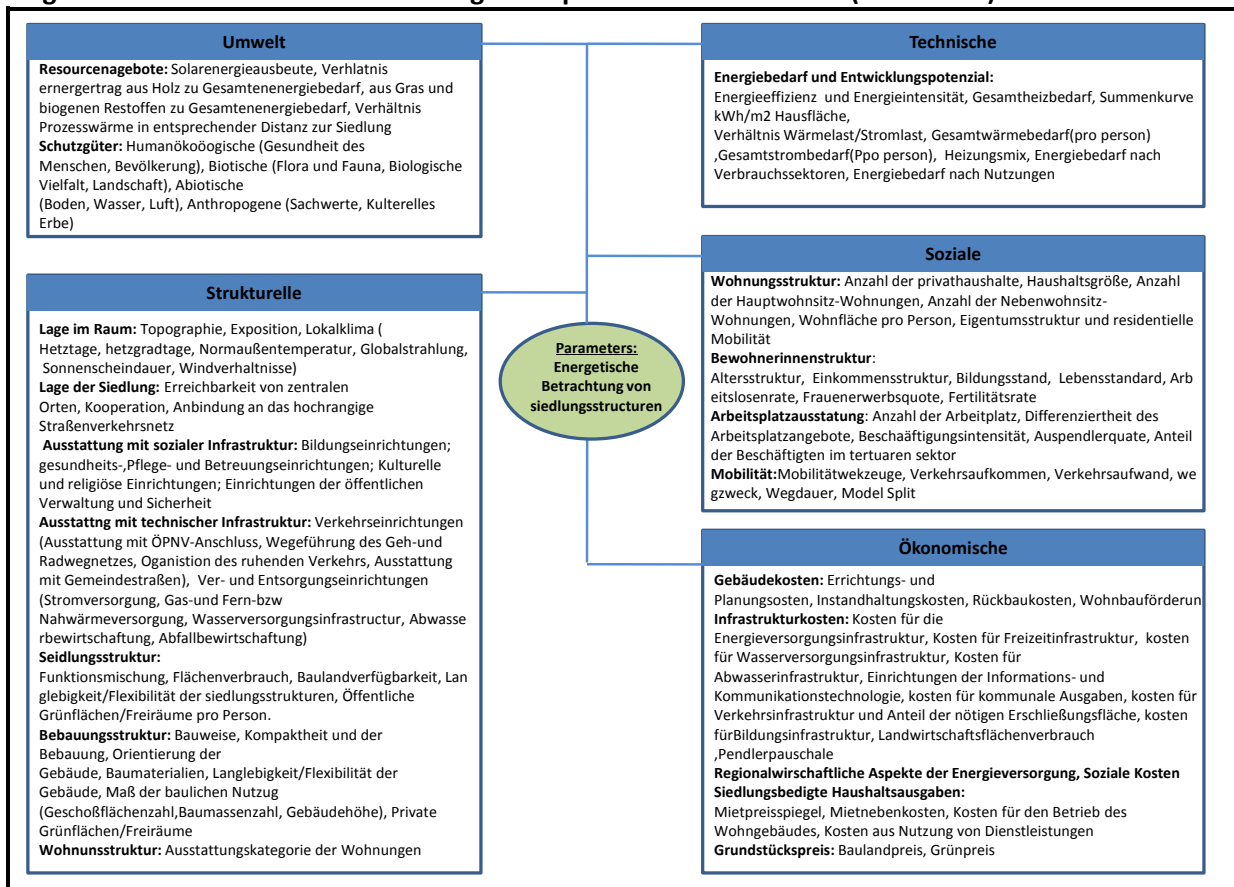 Umwelt
Resourcenagebote: Solarenergieausbeute, Verhlatnis
ernergertrag aus Holz zu Gesamtenenergiebedarf, aus Gras und
biogenen Restoffen zu Gesamtenenergiebedarf, Verhältnis
Prozesswärme in entsprechender Distanz zur Siedlung
Schutzgüter: Humanökoöogische (Gesundheit des
Menschen, Bevölkerung), Biotische (Flora und Fauna, Biologische
Vielfalt, Landschaft), Abiotische
(Boden, Wasser, Luft), Anthropogene (Sachwerte, Kulterelles
Erbe)
Technische
Energiebedarf und Entwicklungspotenzial:
Energieeffizienz und Energieintensität, Gesamtheizbedarf, Summenkurve
kWh/m2 Hausfläche,
Verhältnis Wärmelast/Stromlast, Gesamtwärmebedarf(pro person)
,Gesamtstrombedarf(Ppo person), Heizungsmix, Energiebedarf nach
Verbrauchssektoren, Energiebedarf nach Nutzungen
Strukturelle
Lage im Raum: Topographie, Exposition, Lokalklima (
Hetztage, hetzgradtage, Normaußentemperatur, Globalstrahlung,
Sonnenscheindauer, Windverhaltnisse)
Lage der Siedlung: Erreichbarkeit von zentralen
Orten, Kooperation, Anbindung an das hochrangige
Straßenverkehrsnetz
Ausstattung mit sozialer Infrastruktur: Bildungseinrichtungen;
gesundheits-,Pflege- und Betreuungseinrichtungen; Kulturelle
und religiöse Einrichtungen; Einrichtungen der öffentlichen
Verwaltung und Sicherheit
Ausstattng mit technischer Infrastruktur: Verkehrseinrichtungen
(Ausstattung mit ÖPNV-Anschluss, Wegeführung des Geh-und
Radwegnetzes, Oganistion des ruhenden Verkehrs, Ausstattung
mit Gemeindestraßen), Ver- und Entsorgungseinrichtungen
(Stromversorgung, Gas-und Fern-bzw
Nahwärmeversorgung, Wasserversorgungsinfrastructur, Abwasse
rbewirtschaftung, Abfallbewirtschaftung)
Seidlungsstruktur:
Funktionsmischung, Flächenverbrauch, Baulandverfügbarkeit, Lan
glebigkeit/Flexibilität der siedlungsstrukturen, Öffentliche
Grünflächen/Freiräume pro Person.
Bebauungsstruktur: Bauweise, Kompaktheit und der
Bebauung, Orientierung der
Gebäude, Baumaterialien, Langlebigkeit/Flexibilität der
Gebäude, Maß der baulichen Nutzug
(Geschoßflächenzahl,Baumassenzahl, Gebäudehöhe), Private
Grünflächen/Freiräume
Wohnunsstruktur: Ausstattungskategorie der Wohnungen
Parameters:
Energetische
Betrachtung von
siedlungsstructuren
Soziale
Wohnungsstruktur: Anzahl der privathaushalte, Haushaltsgröße, Anzahl
der Hauptwohnsitz-Wohnungen, Anzahl der Nebenwohnsitz-
Wohnungen, Wohnfläche pro Person, Eigentumsstruktur und residentielle
Mobilität
Bewohnerinnenstruktur:
Altersstruktur, Einkommensstruktur, Bildungsstand, Lebensstandard, Arb
eitslosenrate, Frauenerwerbsquote, Fertilitätsrate
Arbeitsplatzausstatung: Anzahl der Arbeitplatz, Differenziertheit des
Arbeitsplatzangebote, Beschaäftigungsintensität, Auspendlerquate, Anteil
der Beschäftigten im tertuaren sektor
Mobilität:Mobilitätwekzeuge, Verkehrsaufkommen, Verkehrsaufwand, we
gzweck, Wegdauer, Model Split
Ökonomische
Gebäudekosten: Errichtungs- und
Planungsosten, Instandhaltungskosten, Rückbaukosten, Wohnbauförderun
Infrastrukturkosten: Kosten für die
Energieversorgungsinfrastruktur, Kosten für Freizeitinfrastruktur, kosten
für Wasserversorgungsinfrastruktur, Kosten für
Abwasserinfrastruktur, Einrichtungen der Informations- und
Kommunikationstechnologie, kosten für kommunale Ausgaben, kosten für
Verkehrsinfrastruktur und Anteil der nötigen Erschließungsfläche, kosten
fürBildungsinfrastruktur, Landwirtschaftsflächenverbrauch
,Pendlerpauschale
Regionalwirschaftliche Aspekte der Energieversorgung, Soziale Kosten
Siedlungsbedigte Haushaltsausgaben:
Mietpreisspiegel, Mietnebenkosten, Kosten für den Betrieb des
Wohngebäudes, Kosten aus Nutzung von Dienstleistungen
Grundstückspreis: Baulandpreis, Grünpreis